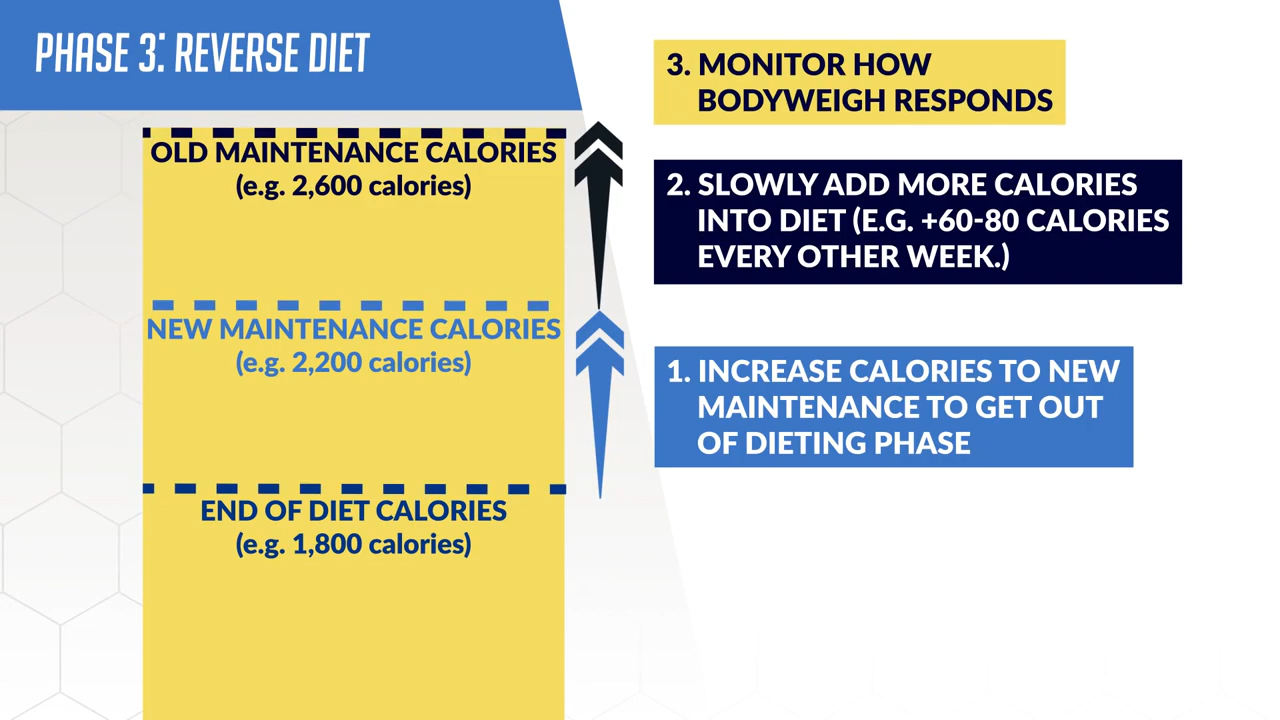 PHASE 3: REVERSE DIET
OLD MAINTENANCE CALORIES
(e.g. 2,600 calories)
NEW MAINTENANCE CALORIES
(e.g. 2,200 calories)
END OF DIET CALORIES
(e.g. 1,800 calories)
3. MONITOR HOW
BODYWEIGH RESPONDS
2. SLOWLY ADD MORE CALORIES
INTO DIET (E.G. +60-80 CALORIES
EVERY OTHER WEEK.)
1. INCREASE CALORIES TO NEW
MAINTENANCE TO GET OUT
OF DIETING PHASE